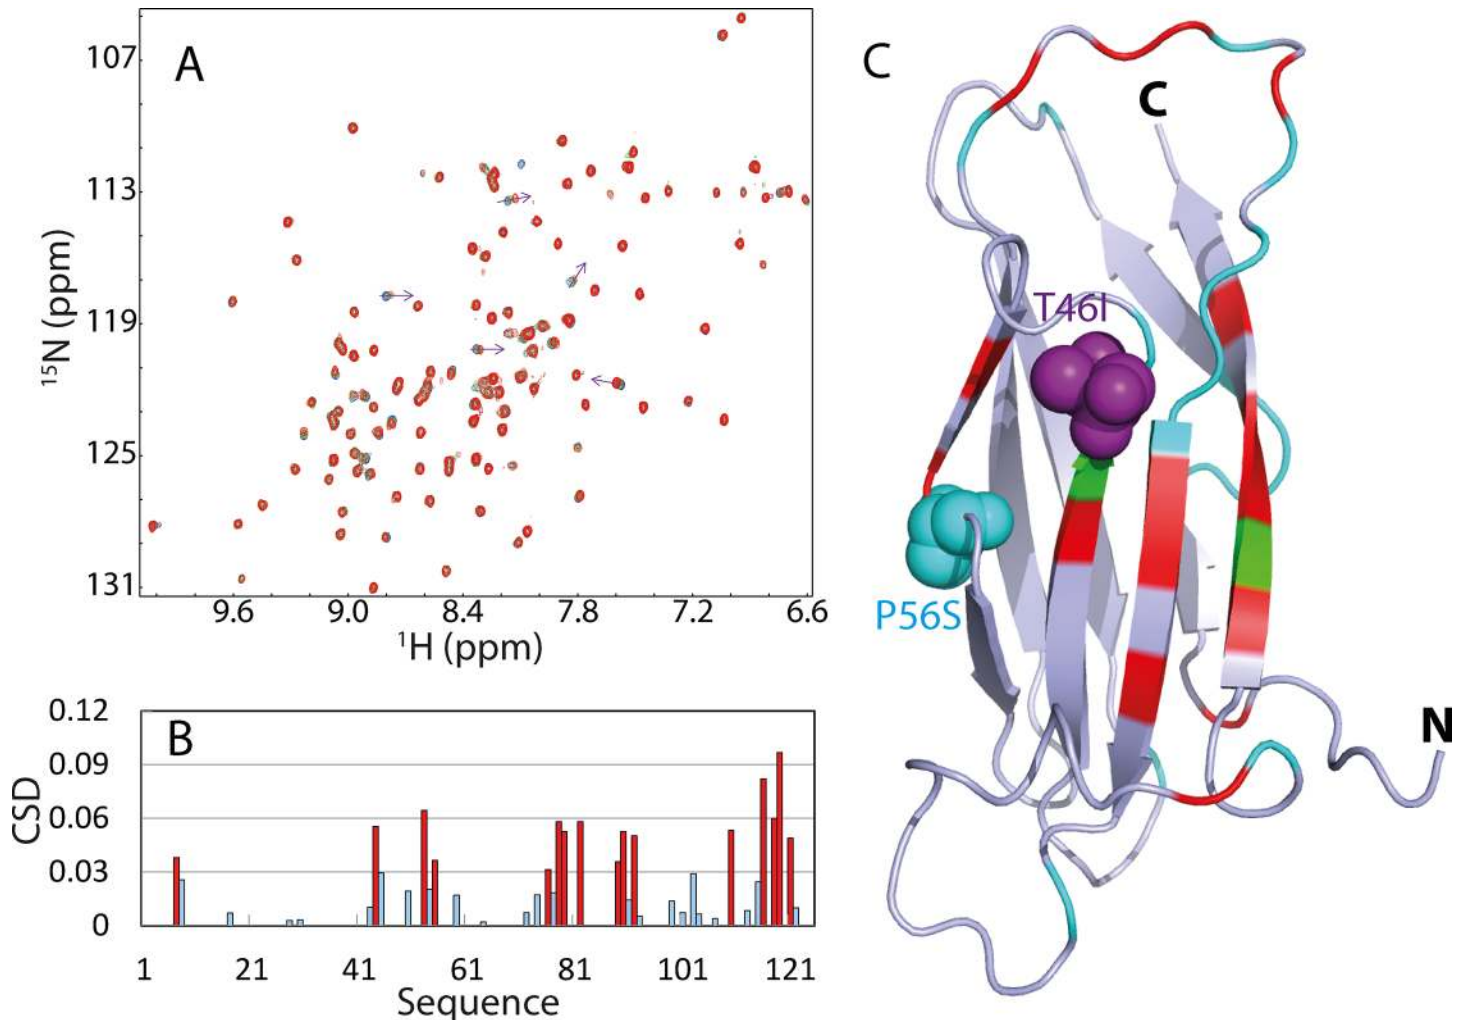 A
107
113
119
125
131
15N (ppm)
9.6 9.0 8.4 7.8 7.2 6.6
1H (ppm)
B
0.12
0.09
0.06
0.03
0
CSD
1 21 41 61 81 101 121
Sequence
C
C
T46I
P56S
N